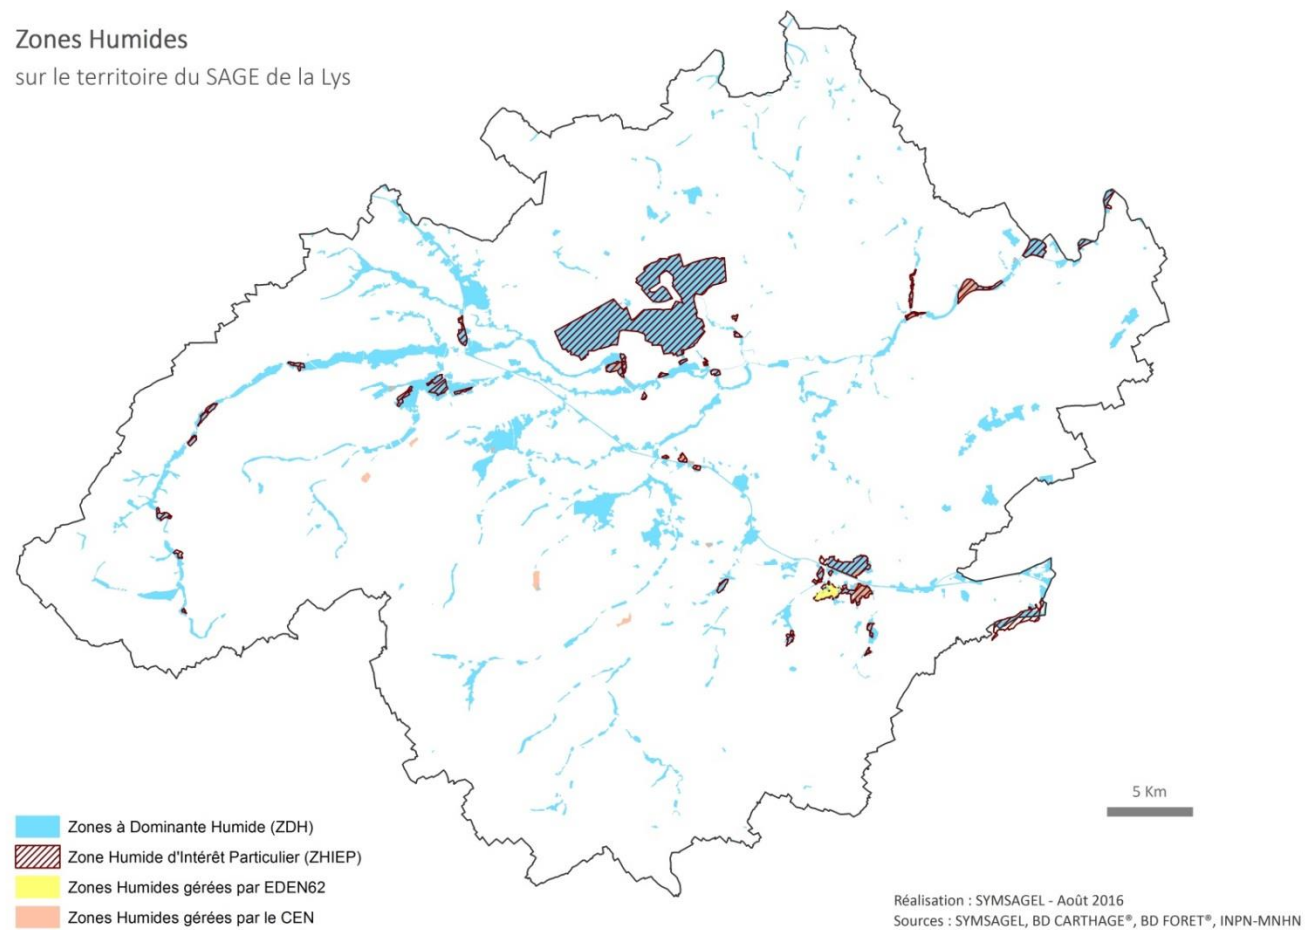 Zones Humides
sur le territoire du SAGE de la Lys
5 Km
Zones à Dominante Humide (ZDH)
Zone Humide d'Intérêt Particulier (ZHIEP)
Zones Humides gérées par EDEN62
Zones Humides gérées par le CEN
Réalisation : SYMSAGEL - Août 2016
Sources : SYMSAGEL, BD CARTHAGE®, BD FORET®, INPN-MNHN